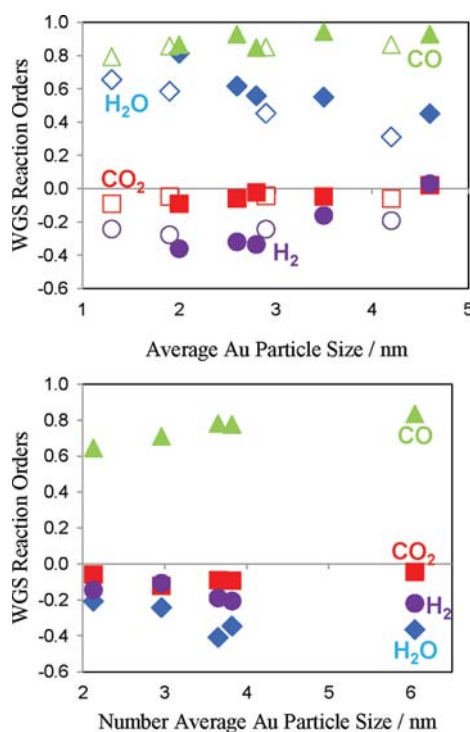 WGS Reaction Orders
1.0
0.8
0.6
0.4
0.2
0.0
-0.2
-0.4
-0.6
CO
H₂O
CO₂
H₂
1 2 3 4 5
Average Au Particle Size / nm
WGS Reaction Orders
1.0
0.8
0.6
0.4
0.2
0.0
-0.2
-0.4
-0.6
CO
CO₂
H₂
H₂O
2 3 4 5 6
Number Average Au Particle Size / nm